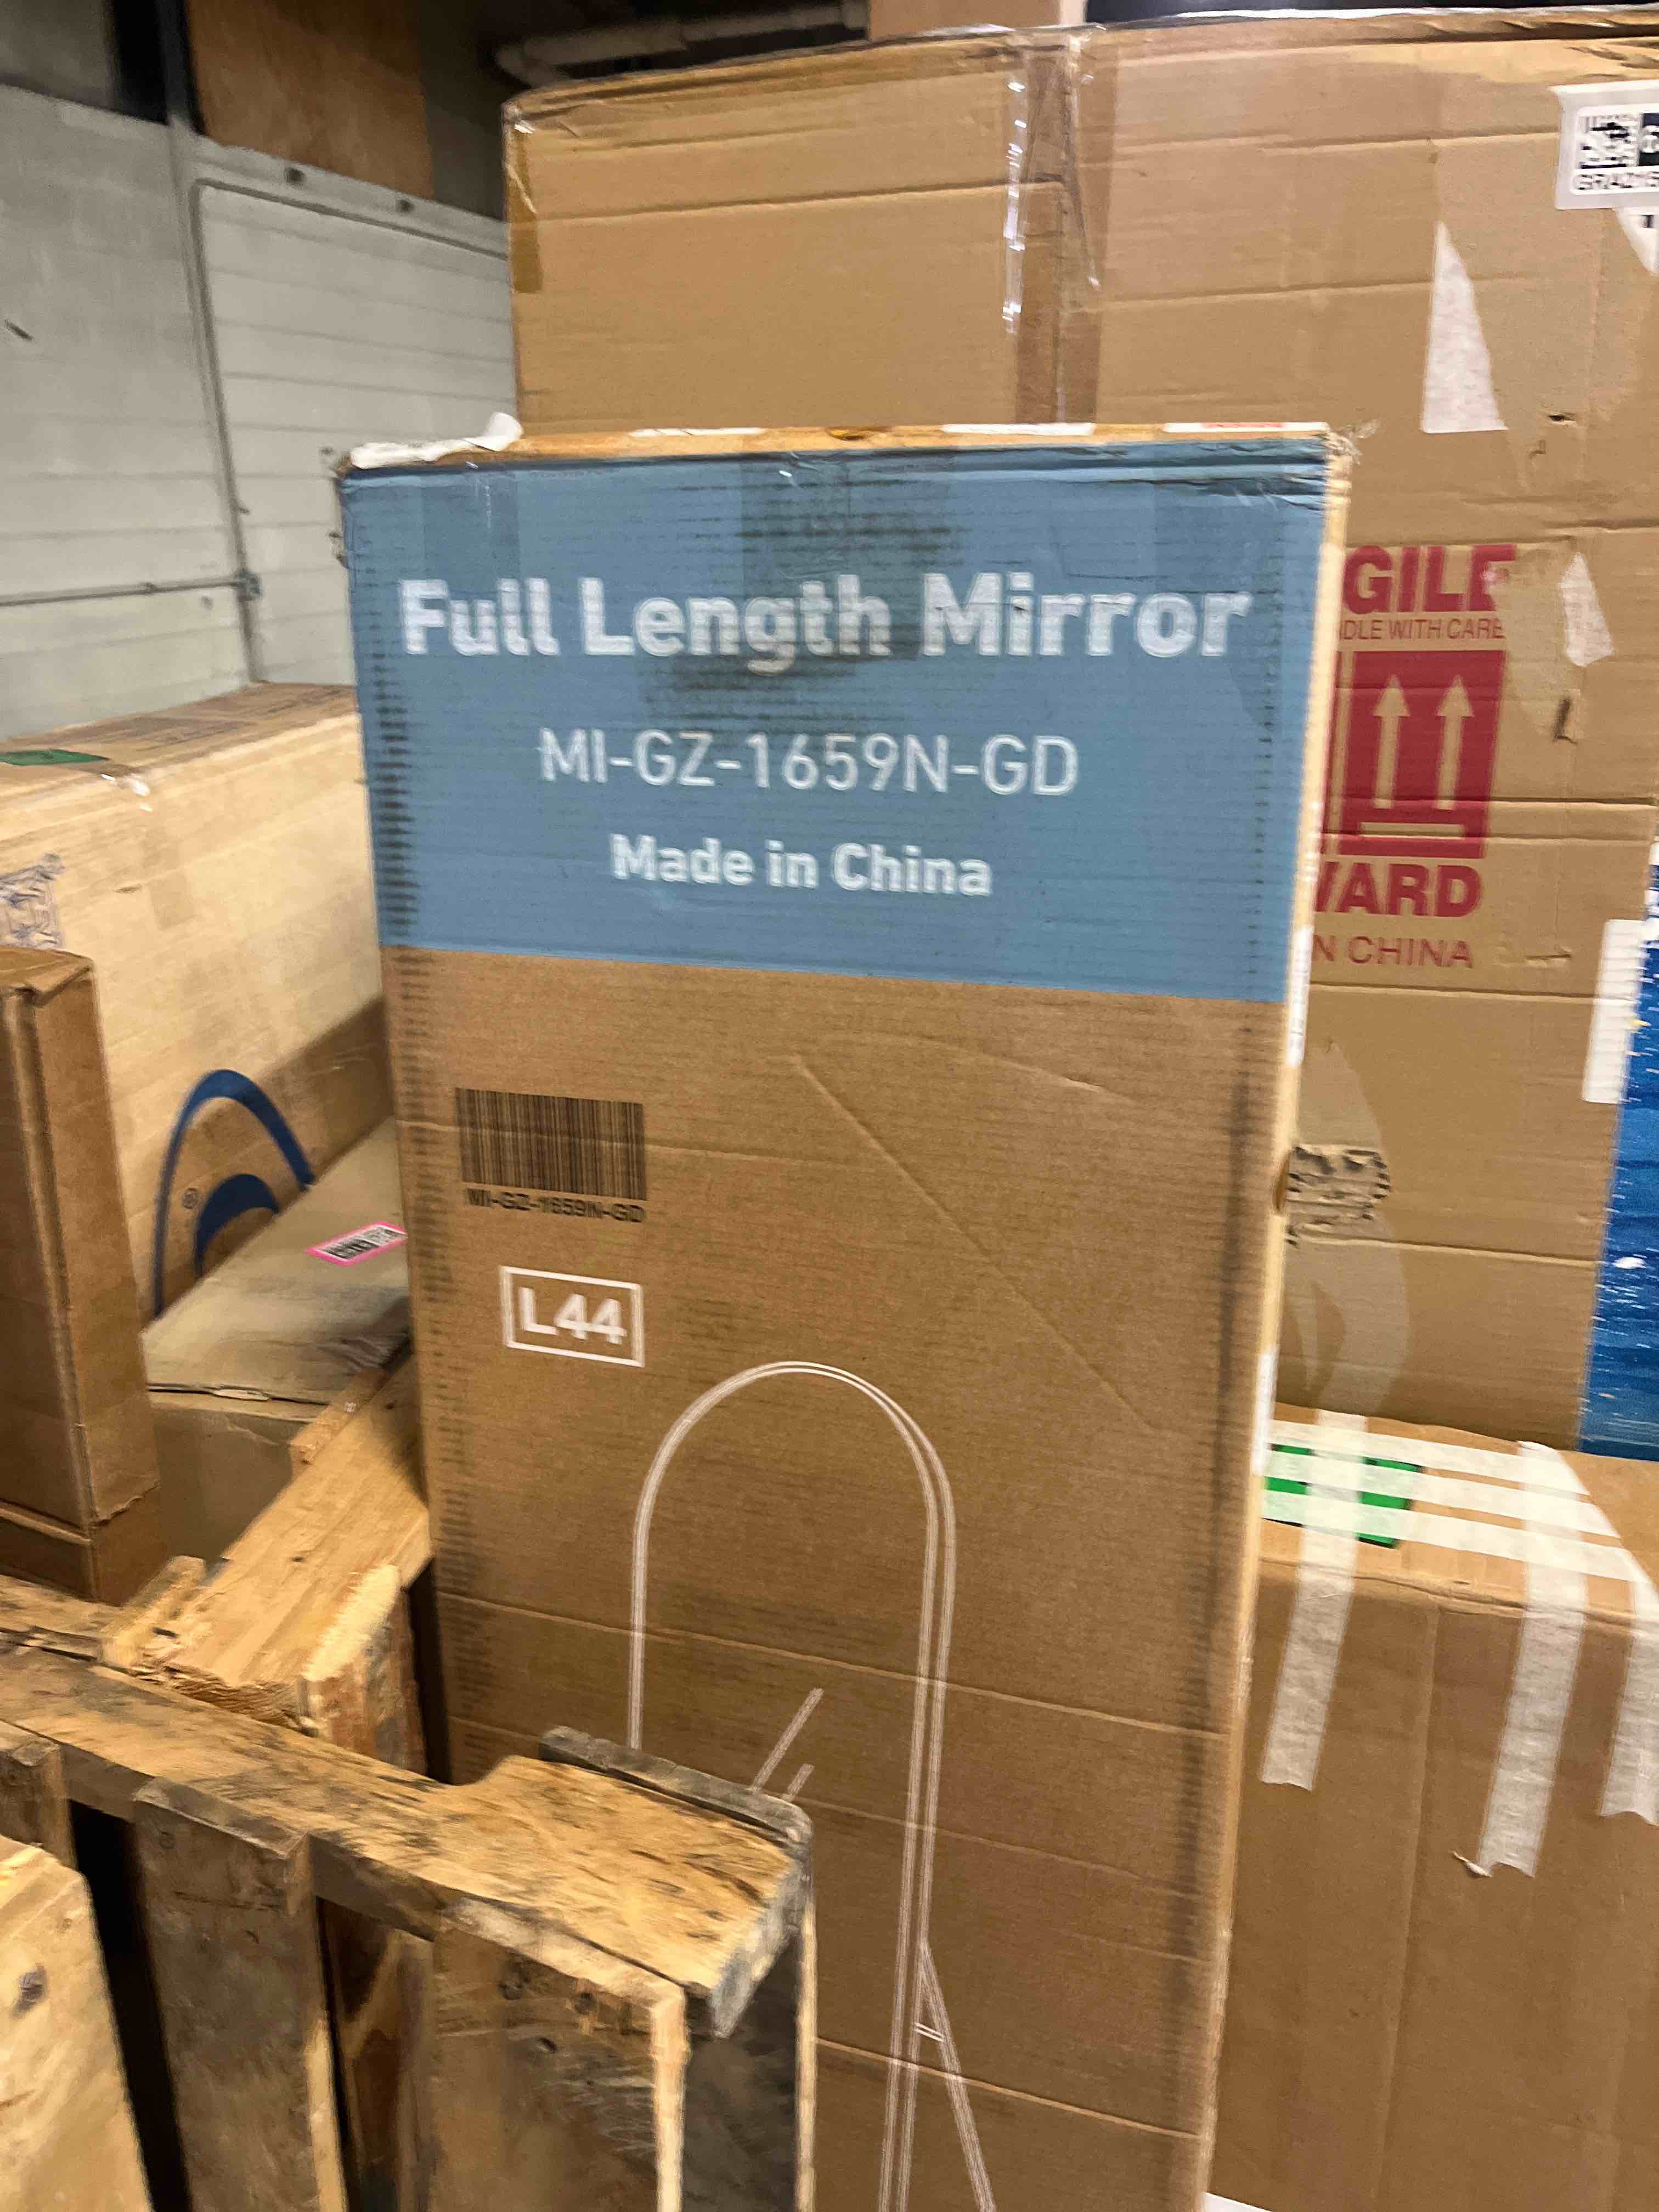 Full Length Mirror
MI-GZ-1659N-GD
Made in China
MI-GZ-1659N-GD
L44
GILE
DLE WITH CARE
WARD
N CHINA
®